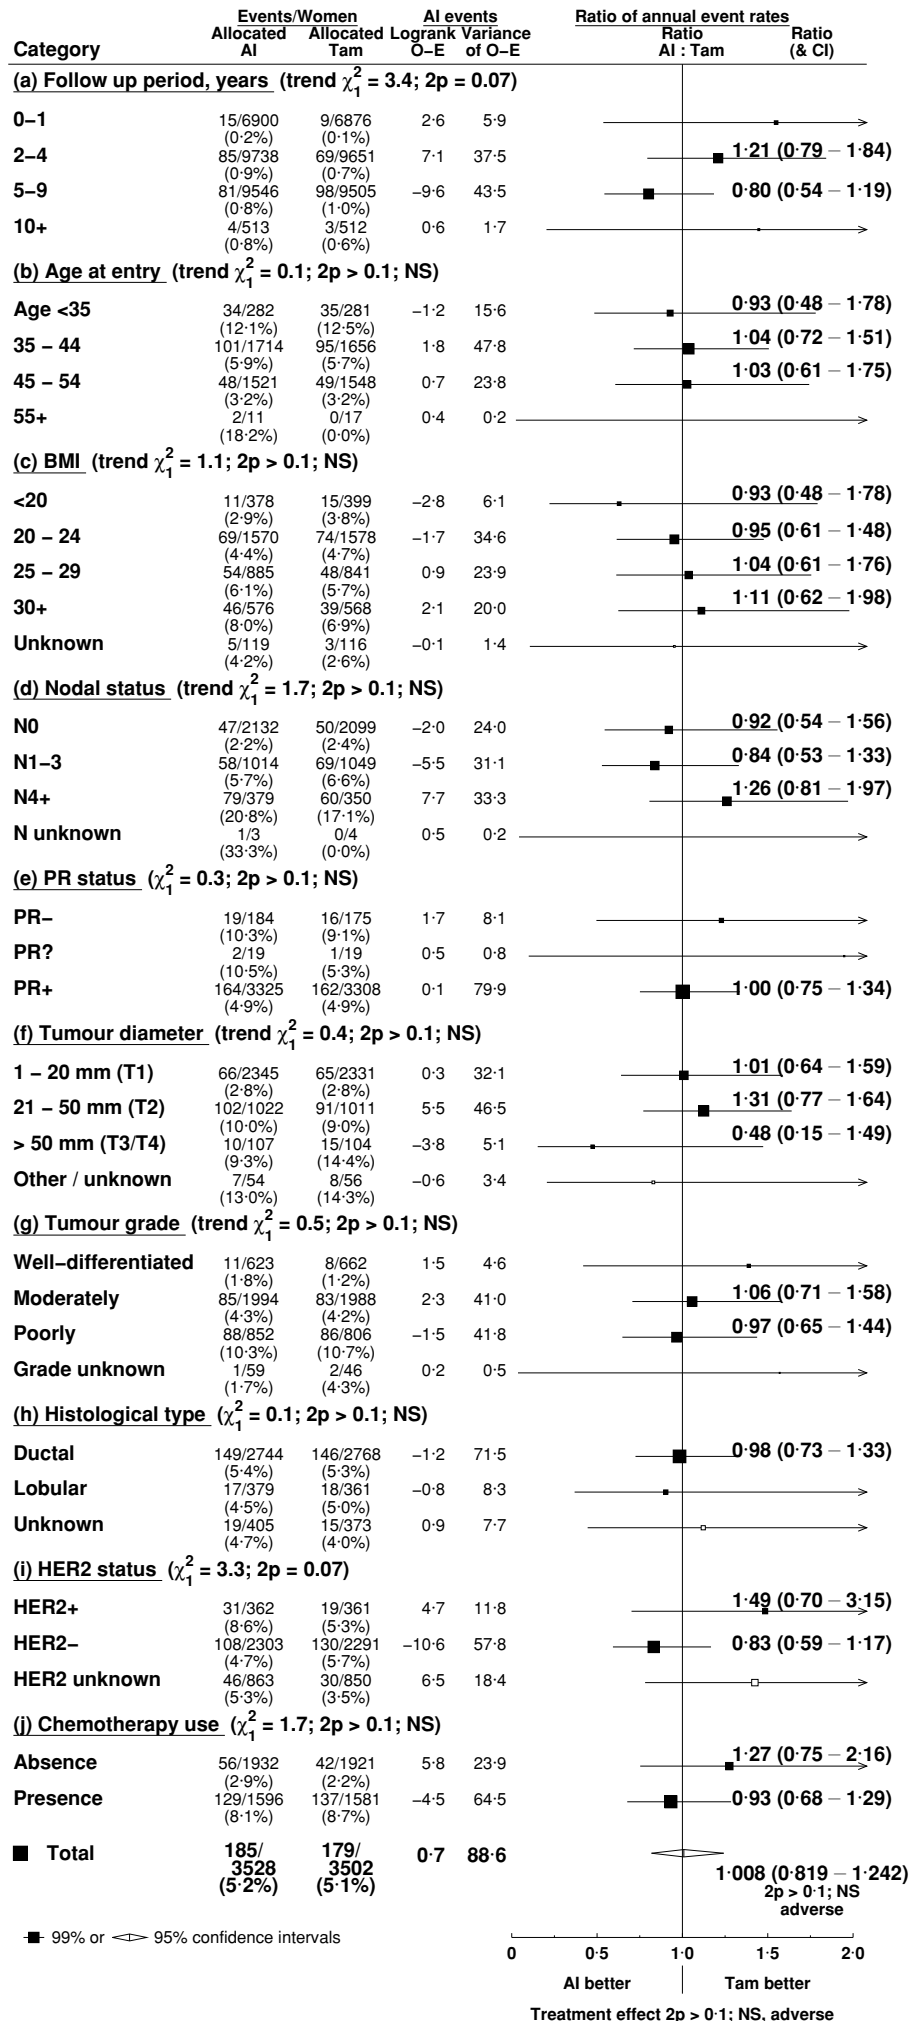 Events/Women AI events Ratio of annual event rates
Allocated Allocated Logrank Variance Ratio Ratio
Category AI Tam O−E of O−E AI : Tam (& CI)
(a) Follow up period, years (trend χ²₁ = 3.4; 2p = 0.07)
0−1 15/6900 9/6876 2·6 5·9
(0·2%) (0·1%)
2−4 85/9738 69/9651 7·1 37·5 1·21 (0·79 − 1·84)
(0·9%) (0·7%)
5−9 81/9546 98/9505 −9·6 43·5 0·80 (0·54 − 1·19)
(0·8%) (1·0%)
10+ 4/513 3/512 0·6 1·7
(0·8%) (0·6%)
(b) Age at entry (trend χ²₁ = 0.1; 2p > 0.1; NS)
Age <35 34/282 35/281 −1·2 15·6 0·93 (0·48 − 1·78)
(12·1%) (12·5%)
35 − 44 101/1714 95/1656 1·8 47·8 1·04 (0·72 − 1·51)
(5·9%) (5·7%)
45 − 54 48/1521 49/1548 0·7 23·8 1·03 (0·61 − 1·75)
(3·2%) (3·2%)
55+ 2/11 0/17 0·4 0·2
(18·2%) (0·0%)
(c) BMI (trend χ²₁ = 1.1; 2p > 0.1; NS)
<20 11/378 15/399 −2·8 6·1 0·93 (0·48 − 1·78)
(2·9%) (3·8%)
20 − 24 69/1570 74/1578 −1·7 34·6 0·95 (0·61 − 1·48)
(4·4%) (4·7%)
25 − 29 54/885 48/841 0·9 23·9 1·04 (0·61 − 1·76)
(6·1%) (5·7%)
30+ 46/576 39/568 2·1 20·0 1·11 (0·62 − 1·98)
(8·0%) (6·9%)
Unknown 5/119 3/116 −0·1 1·4
(4·2%) (2·6%)
(d) Nodal status (trend χ²₁ = 1.7; 2p > 0.1; NS)
N0 47/2132 50/2099 −2·0 24·0 0·92 (0·54 − 1·56)
(2·2%) (2·4%)
N1−3 58/1014 69/1049 −5·5 31·1 0·84 (0·53 − 1·33)
(5·7%) (6·6%)
N4+ 79/379 60/350 7·7 33·3 1·26 (0·81 − 1·97)
(20·8%) (17·1%)
N unknown 1/3 0/4 0·5 0·2
(33·3%) (0·0%)
(e) PR status (χ²₁ = 0.3; 2p > 0.1; NS)
PR− 19/184 16/175 1·7 8·1
(10·3%) (9·1%)
PR? 2/19 1/19 0·5 0·8
(10·5%) (5·3%)
PR+ 164/3325 162/3308 0·1 79·9 1·00 (0·75 − 1·34)
(4·9%) (4·9%)
(f) Tumour diameter (trend χ²₁ = 0.4; 2p > 0.1; NS)
1 − 20 mm (T1) 66/2345 65/2331 0·3 32·1 1·01 (0·64 − 1·59)
(2·8%) (2·8%)
21 − 50 mm (T2) 102/1022 91/1011 5·5 46·5 1·31 (0·77 − 1·64)
(10·0%) (9·0%)
> 50 mm (T3/T4) 10/107 15/104 −3·8 5·1 0·48 (0·15 − 1·49)
(9·3%) (14·4%)
Other / unknown 7/54 8/56 −0·6 3·4
(13·0%) (14·3%)
(g) Tumour grade (trend χ²₁ = 0.5; 2p > 0.1; NS)
Well−differentiated 11/623 8/662 1·5 4·6
(1·8%) (1·2%)
Moderately 85/1994 83/1988 2·3 41·0 1·06 (0·71 − 1·58)
(4·3%) (4·2%)
Poorly 88/852 86/806 −1·5 41·8 0·97 (0·65 − 1·44)
(10·3%) (10·7%)
Grade unknown 1/59 2/46 0·2 0·5
(1·7%) (4·3%)
(h) Histological type (χ²₁ = 0.1; 2p > 0.1; NS)
Ductal 149/2744 146/2768 −1·2 71·5 0·98 (0·73 − 1·33)
(5·4%) (5·3%)
Lobular 17/379 18/361 −0·8 8·3
(4·5%) (5·0%)
Unknown 19/405 15/373 0·9 7·7
(4·7%) (4·0%)
(i) HER2 status (χ²₁ = 3.3; 2p = 0.07)
HER2+ 31/362 19/361 4·7 11·8 1·49 (0·70 − 3·15)
(8·6%) (5·3%)
HER2− 108/2303 130/2291 −10·6 57·8 0·83 (0·59 − 1·17)
(4·7%) (5·7%)
HER2 unknown 46/863 30/850 6·5 18·4
(5·3%) (3·5%)
(j) Chemotherapy use (χ²₁ = 1.7; 2p > 0.1; NS)
Absence 56/1932 42/1921 5·8 23·9 1·27 (0·75 − 2·16)
(2·9%) (2·2%)
Presence 129/1596 137/1581 −4·5 64·5 0·93 (0·68 − 1·29)
(8·1%) (8·7%)
Total 185/ 179/ 0·7 88·6
3528 3502 1·008 (0·819 − 1·242)
(5·2%) (5·1%) 2p > 0·1; NS
adverse
99% or 95% confidence intervals
0 0·5 1·0 1·5 2·0
AI better Tam better
Treatment effect 2p > 0·1; NS, adverse